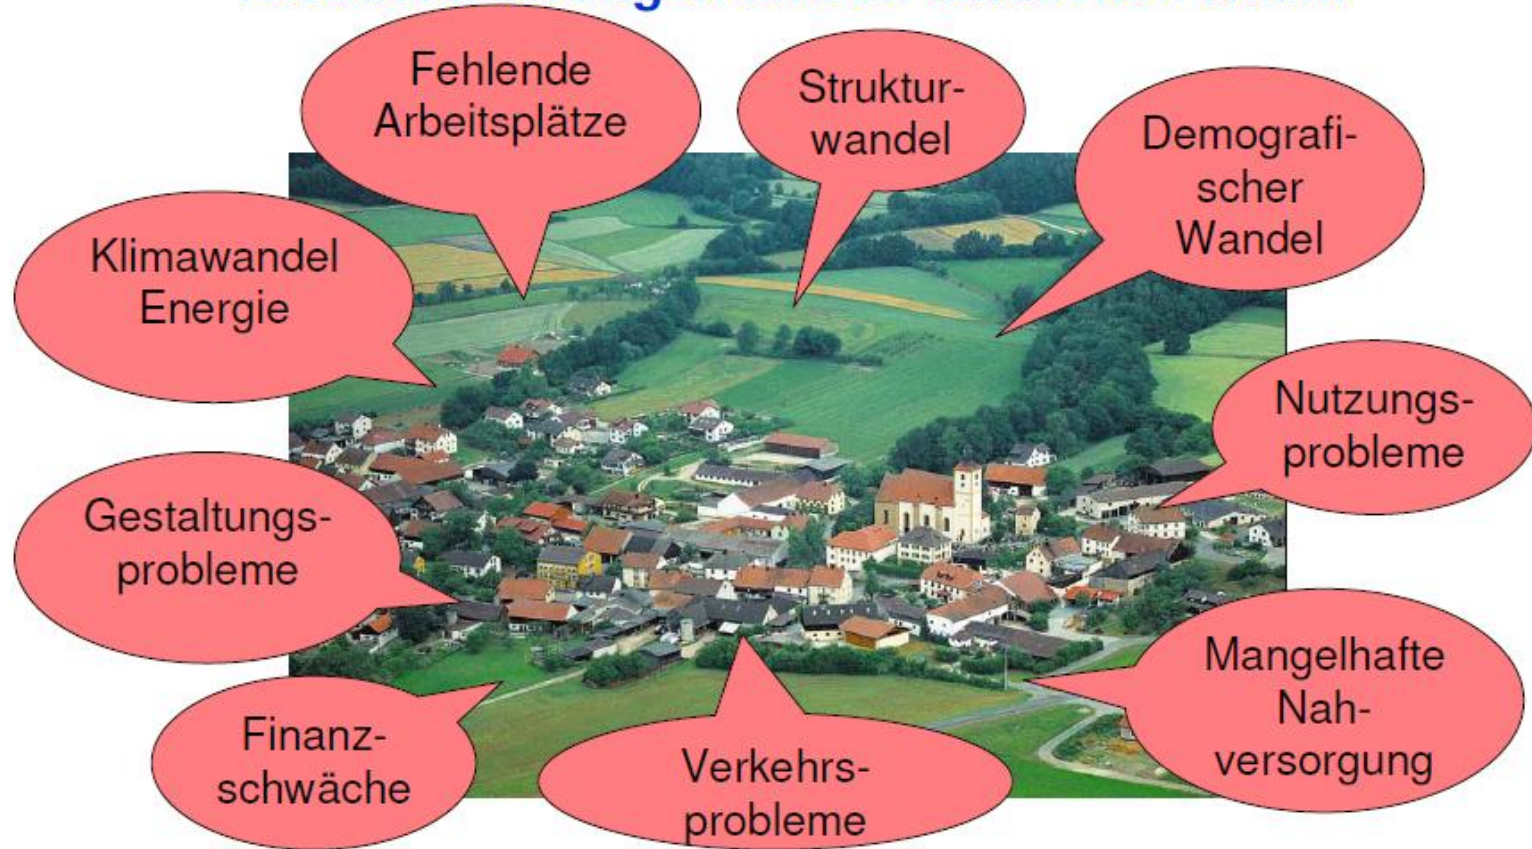 Fehlende
Arbeitsplätze
Struktur-
wandel
Demografi-
scher
Wandel
Klimawandel
Energie
Nutzungs-
probleme
Gestaltungs-
probleme
Mangelhafte
Nah-
versorgung
Finanz-
schwäche
Verkehrs-
probleme